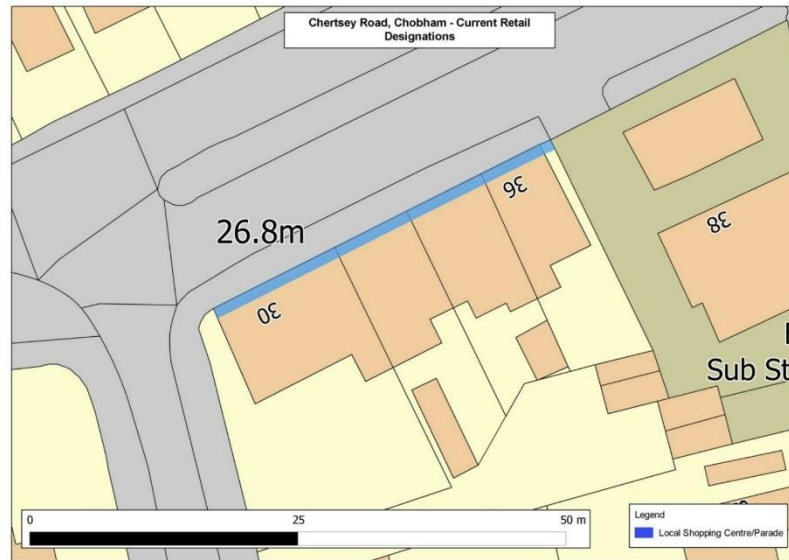 Chertsey Road, Chobham - Current Retail
Designations
36
38
26.8m
30
Sub St
0
25
50 m
Legend
Local Shopping Centre/Parade